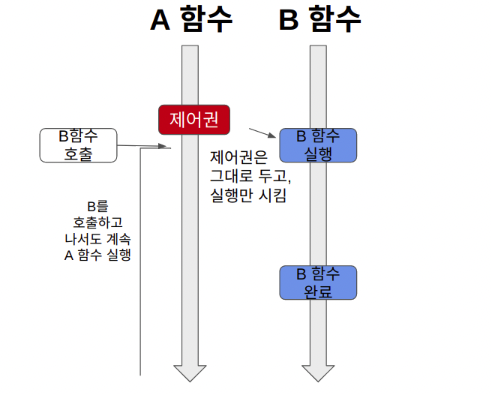 A 함수
B 함수
제어권
B함수
호출
B 함수
실행
제어권은
그대로 두고,
실행만 시킴
B를
호출하고
나서도 계속
A 함수 실행
B 함수
완료